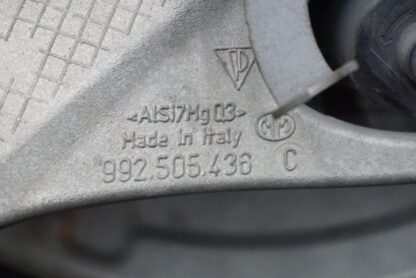 <AlSi7Mg0.3>
Made in Italy
992.505.436 C